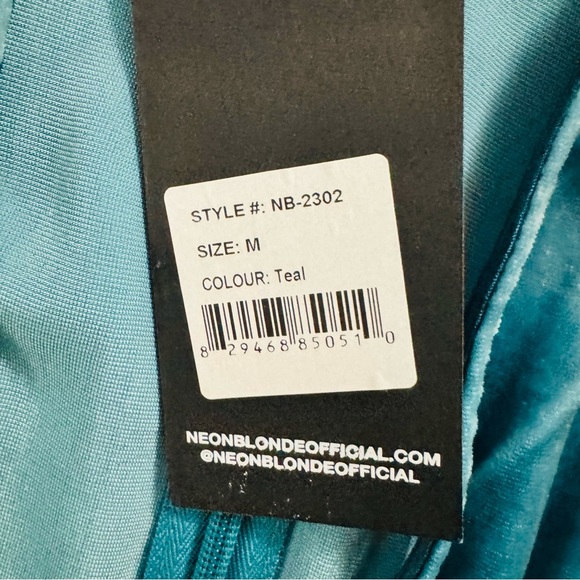 STYLE #: NB-2302
SIZE: M
COLOUR: Teal
8 29468 85051 0
NEONBLONDEOFFICIAL.COM
@NEONBLONDEOFFICIAL